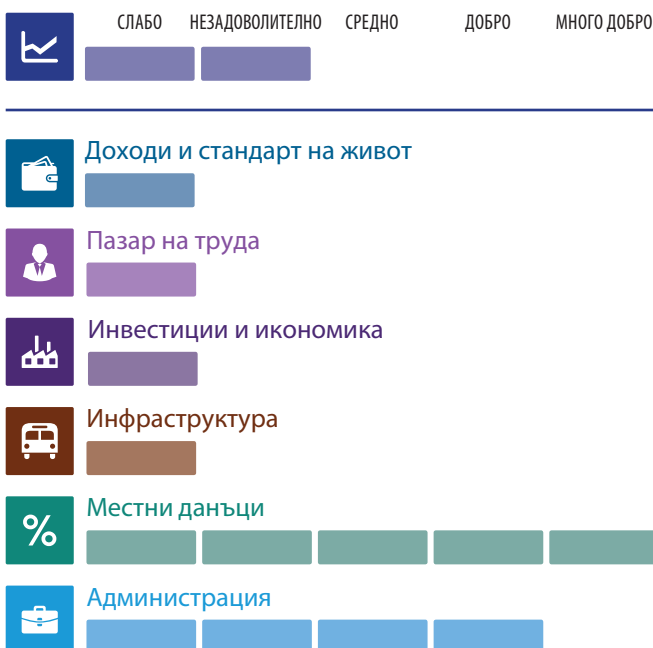 СЛАБО НЕЗАДОВОЛИТЕЛНО СРЕДНО ДОБРО МНОГО ДОБРО
Доходи и стандарт на живот
Пазар на труда
Инвестиции и икономика
Инфраструктура
Местни данъци
%
Администрация